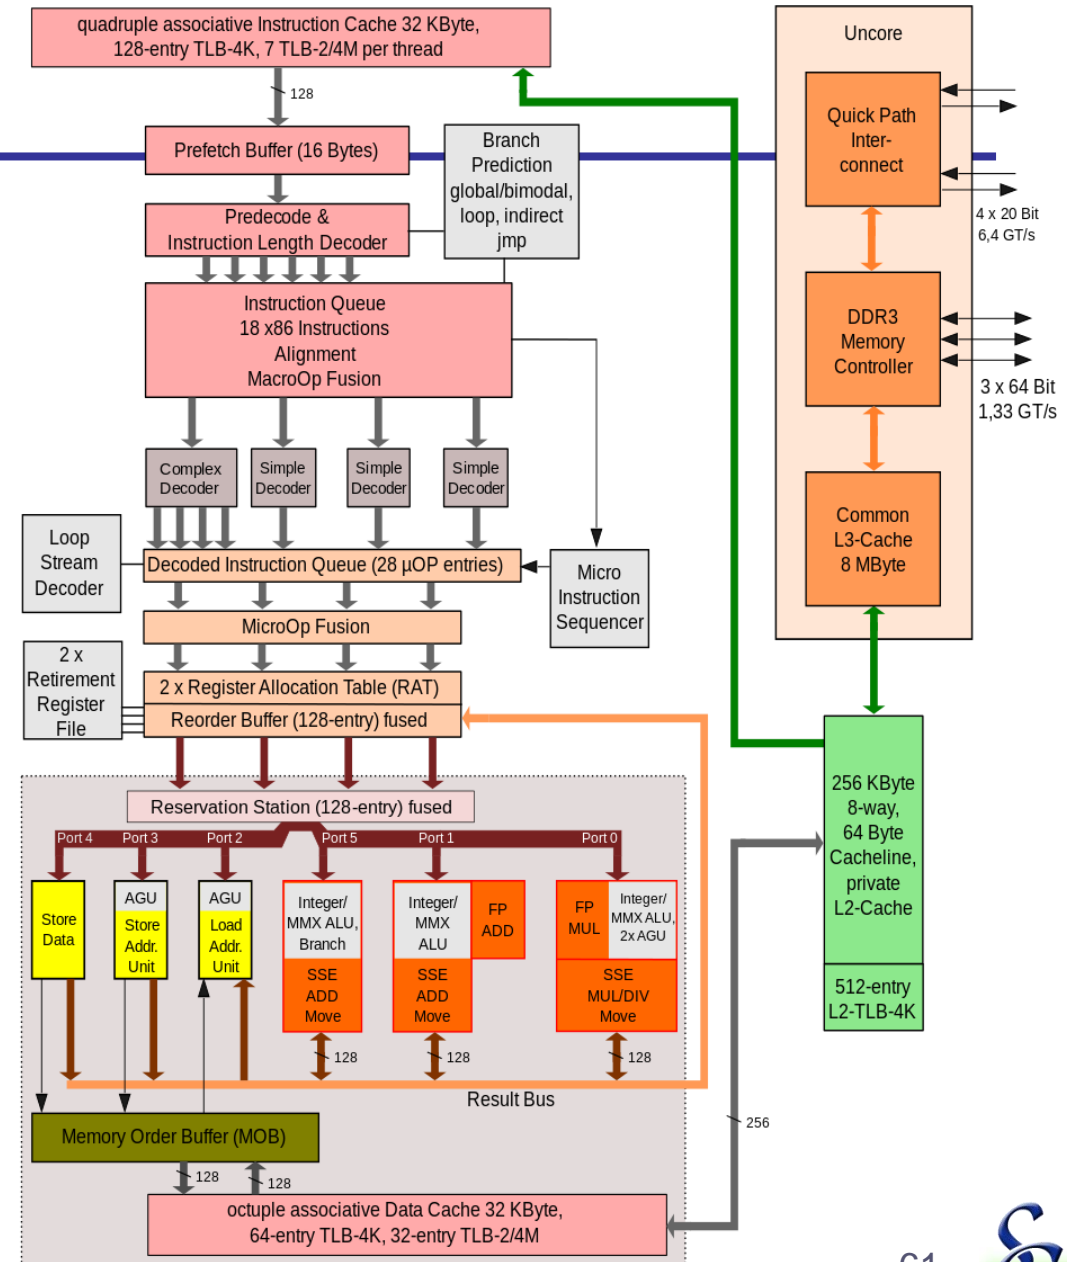 quadruple associative Instruction Cache 32 KByte,
128-entry TLB-4K, 7 TLB-2/4M per thread
128
Prefetch Buffer (16 Bytes)
Branch
Prediction
global/bimodal,
loop, indirect
jmp
Predecode &
Instruction Length Decoder
Instruction Queue
18 x86 Instructions
Alignment
MacroOp Fusion
Complex
Decoder
Simple
Decoder
Simple
Decoder
Simple
Decoder
Loop
Stream
Decoder
Decoded Instruction Queue (28 µOP entries)
Micro
Instruction
Sequencer
MicroOp Fusion
2 x
Retirement
Register
File
2 x Register Allocation Table (RAT)
Reorder Buffer (128-entry) fused
Reservation Station (128-entry) fused
Port 4
Port 3
Port 2
Port 5
Port 1
Port 0
Store
Data
AGU
Store
Addr.
Unit
AGU
Load
Addr.
Unit
Integer/
MMX ALU,
Branch
SSE
ADD
Move
Integer/
MMX
ALU
FP
ADD
SSE
ADD
Move
FP
MUL
Integer/
MMX ALU,
2x AGU
SSE
MUL/DIV
Move
128
128
128
Result Bus
Memory Order Buffer (MOB)
128
128
octuple associative Data Cache 32 KByte,
64-entry TLB-4K, 32-entry TLB-2/4M
256
Uncore
Quick Path
Inter-
connect
4 x 20 Bit
6,4 GT/s
DDR3
Memory
Controller
3 x 64 Bit
1,33 GT/s
Common
L3-Cache
8 MByte
256 KByte
8-way,
64 Byte
Cacheline,
private
L2-Cache
512-entry
L2-TLB-4K